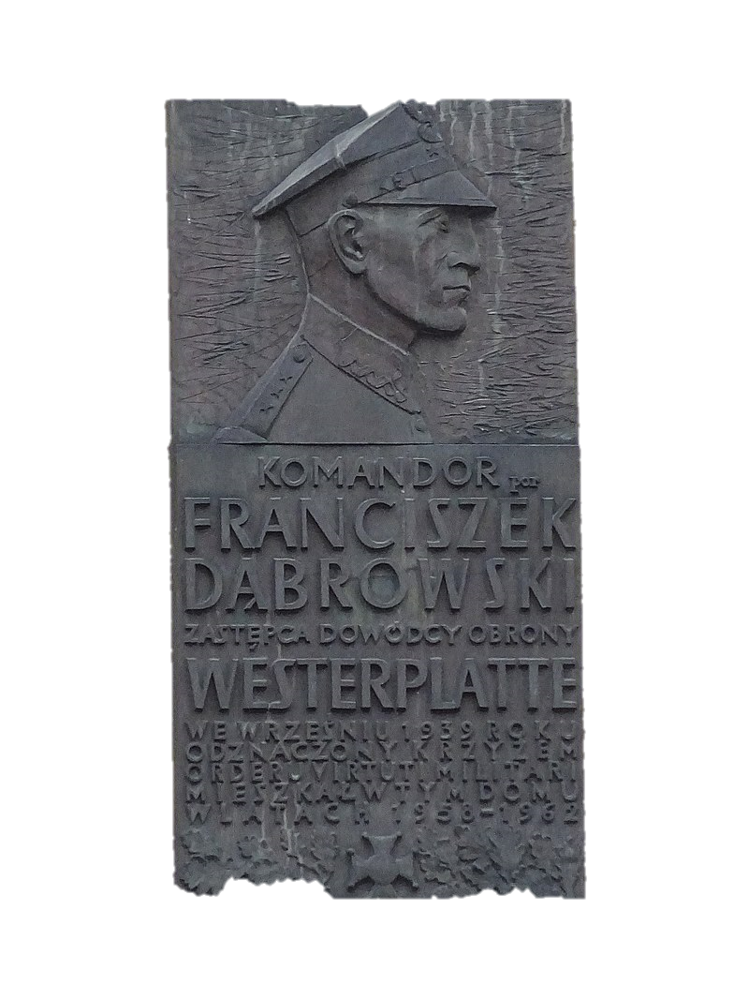 KOMANDOR por
FRANCISZEK
DĄBROWSKI
ZASTĘPCA DOWÓDCY OBRONY
WESTERPLATTE
WE WRZEŚNIU 1939 ROKU
ODZNACZONY KRZYŻEM
ORDER. VIRTUTI MILITARI
MIESZKAŁ W TYM DOMU
W LATACH 1958-1962